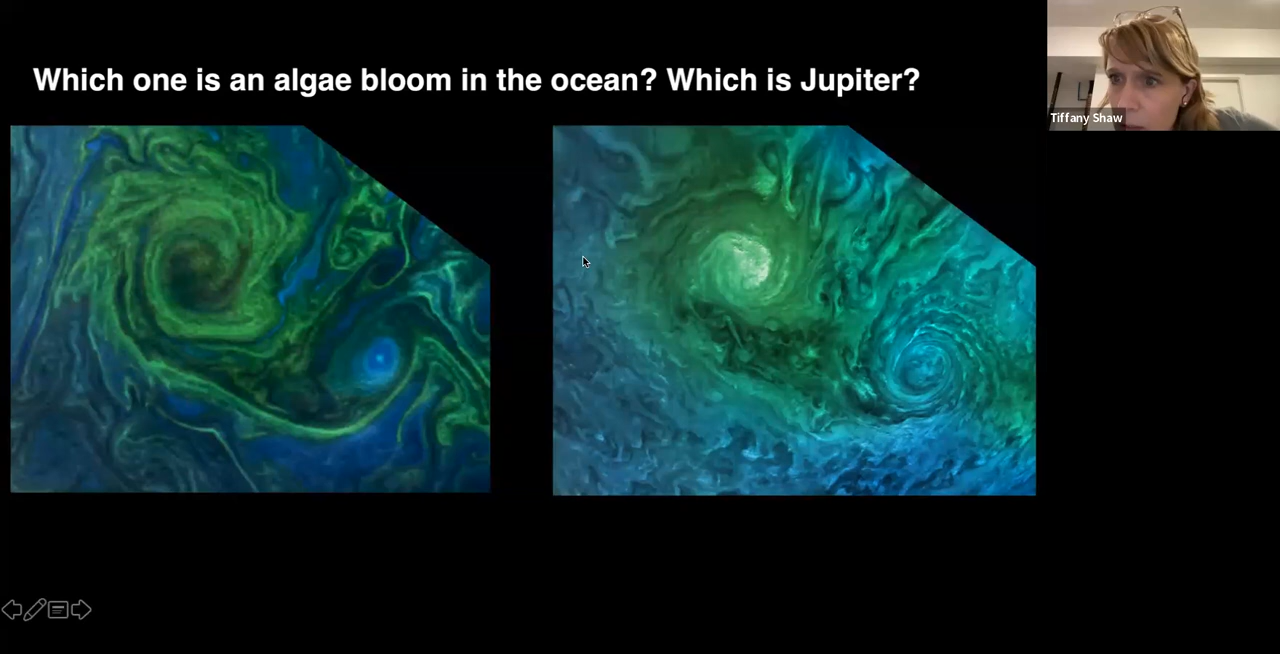 Which one is an algae bloom in the ocean? Which is Jupiter?
Tiffany Shaw